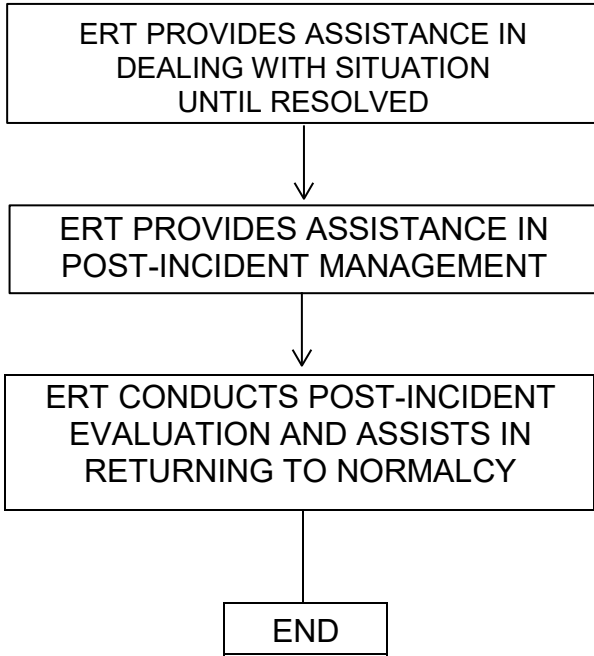 ERT PROVIDES ASSISTANCE IN
DEALING WITH SITUATION
UNTIL RESOLVED
ERT PROVIDES ASSISTANCE IN
POST-INCIDENT MANAGEMENT
ERT CONDUCTS POST-INCIDENT
EVALUATION AND ASSISTS IN
RETURNING TO NORMALCY
END